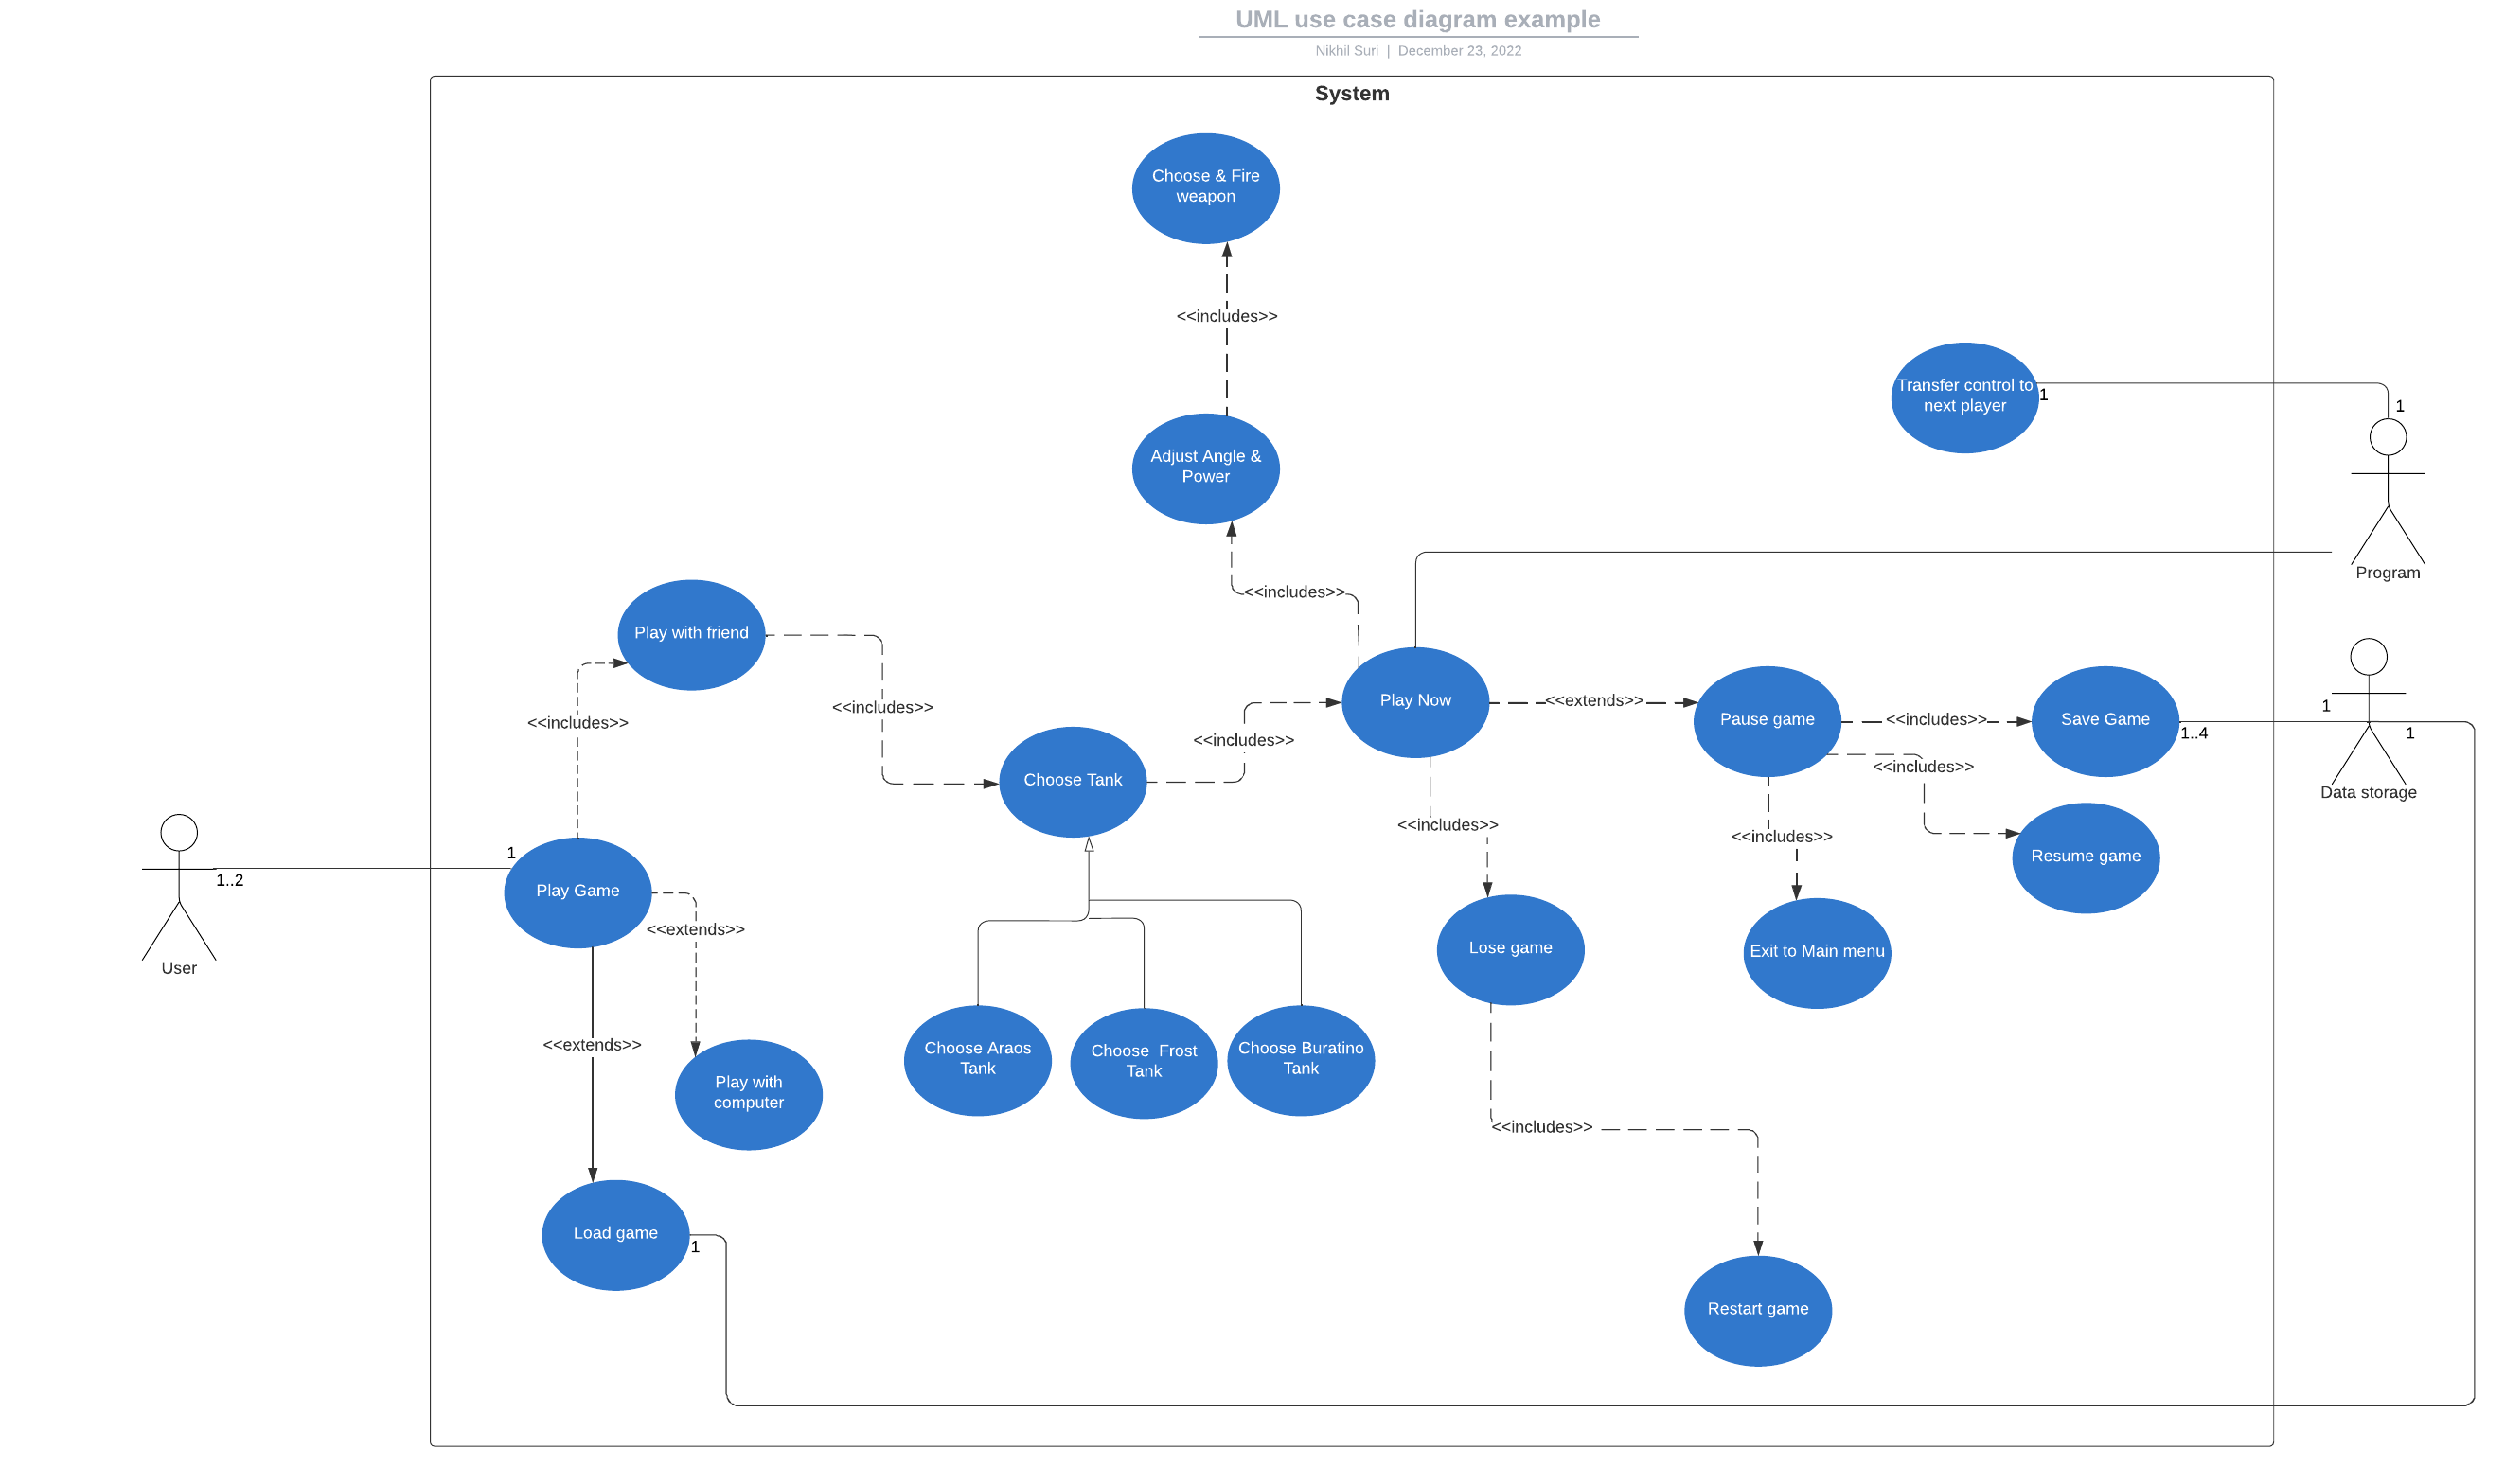 UML use case diagram example
Nikhil Suri | December 23, 2022
System
Choose & Fire
weapon
<<includes>>
Transfer control to
next player
1
1
Adjust Angle &
Power
Program
<<includes>>
Play with friend
<<includes>>
<<includes>>
Choose Tank
<<includes>>
Play Now
<<extends>>
Pause game
<<includes>>
Save Game
1..4
1
1
Data storage
<<includes>>
Resume game
<<includes>>
Exit to Main menu
<<includes>>
Lose game
1
1..2
User
Play Game
<<extends>>
<<extends>>
Play with
computer
Choose Araos
Tank
Choose  Frost
Tank
Choose Buratino
Tank
<<includes>>
Load game
1
Restart game